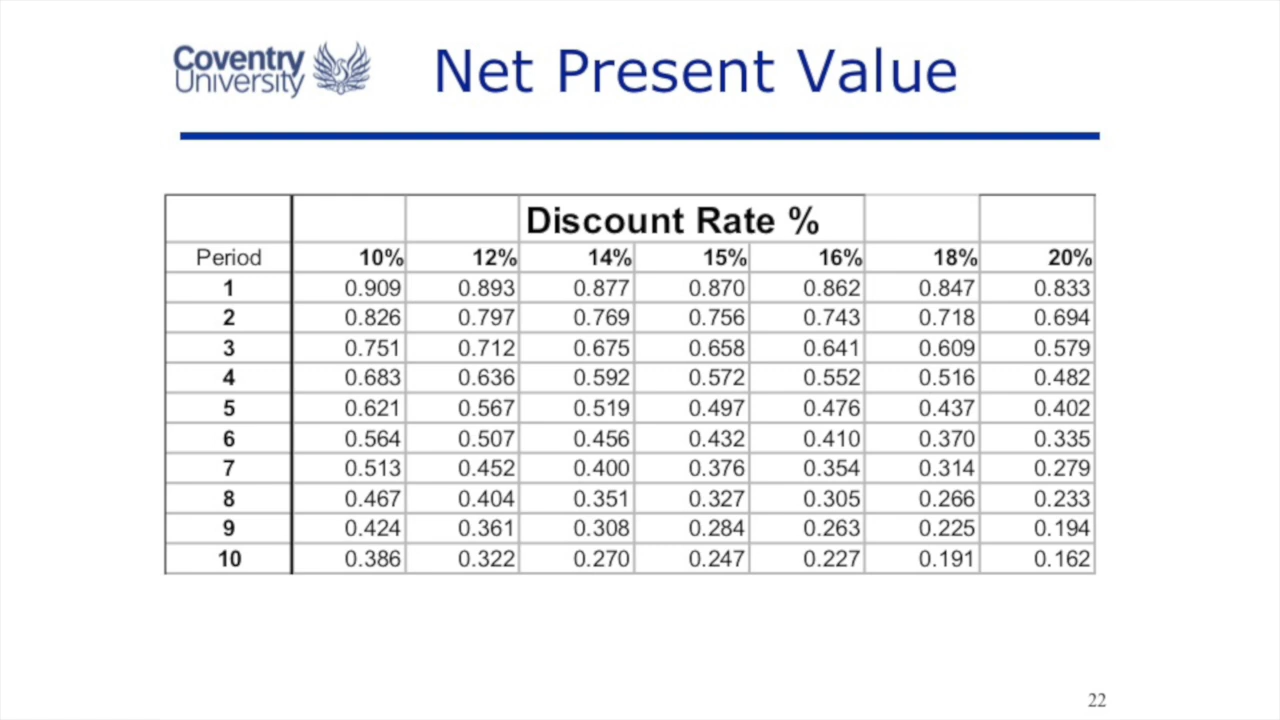 Coventry
University
Net Present Value
Discount Rate %
Period 10% 12% 14% 15% 16% 18% 20%
1 0.909 0.893 0.877 0.870 0.862 0.847 0.833
2 0.826 0.797 0.769 0.756 0.743 0.718 0.694
3 0.751 0.712 0.675 0.658 0.641 0.609 0.579
4 0.683 0.636 0.592 0.572 0.552 0.516 0.482
5 0.621 0.567 0.519 0.497 0.476 0.437 0.402
6 0.564 0.507 0.456 0.432 0.410 0.370 0.335
7 0.513 0.452 0.400 0.376 0.354 0.314 0.279
8 0.467 0.404 0.351 0.327 0.305 0.266 0.233
9 0.424 0.361 0.308 0.284 0.263 0.225 0.194
10 0.386 0.322 0.270 0.247 0.227 0.191 0.162
22